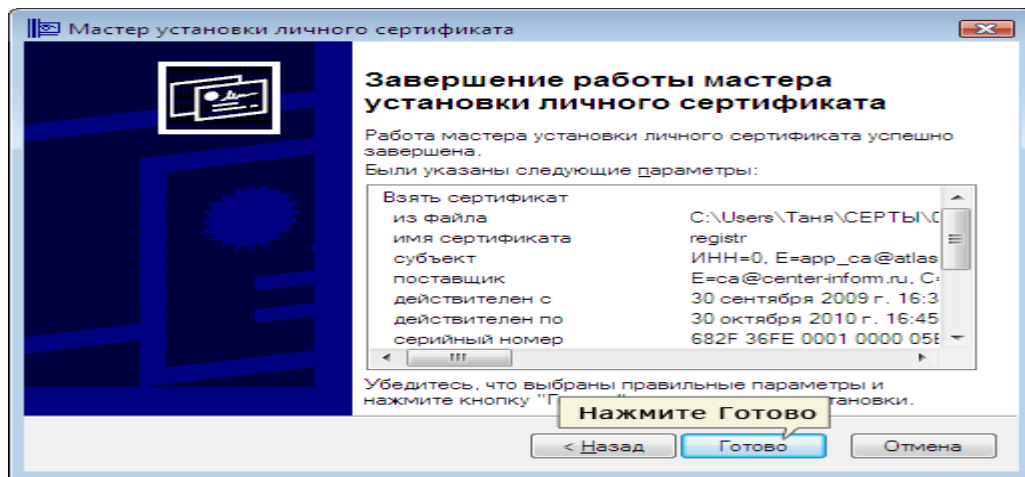 Мастер установки личного сертификата
Завершение работы мастера
установки личного сертификата
Работа мастера установки личного сертификата успешно
завершена.
Были указаны следующие параметры:
Взять сертификат
из файла C:\Users\Таня\СЕРТЫ\
имя сертификата registr
субъект ИНН=0, E=app_ca@atlas
поставщик E=ca@center-inform.ru, C=
действителен с 30 сентября 2009 г. 16:3
действителен по 30 октября 2010 г. 16:45
серийный номер 682F 36FE 0001 0000 05
Убедитесь, что выбраны правильные параметры и
нажмите кнопку "Г тановки.
Нажмите Готово
< Назад Готово Отмена